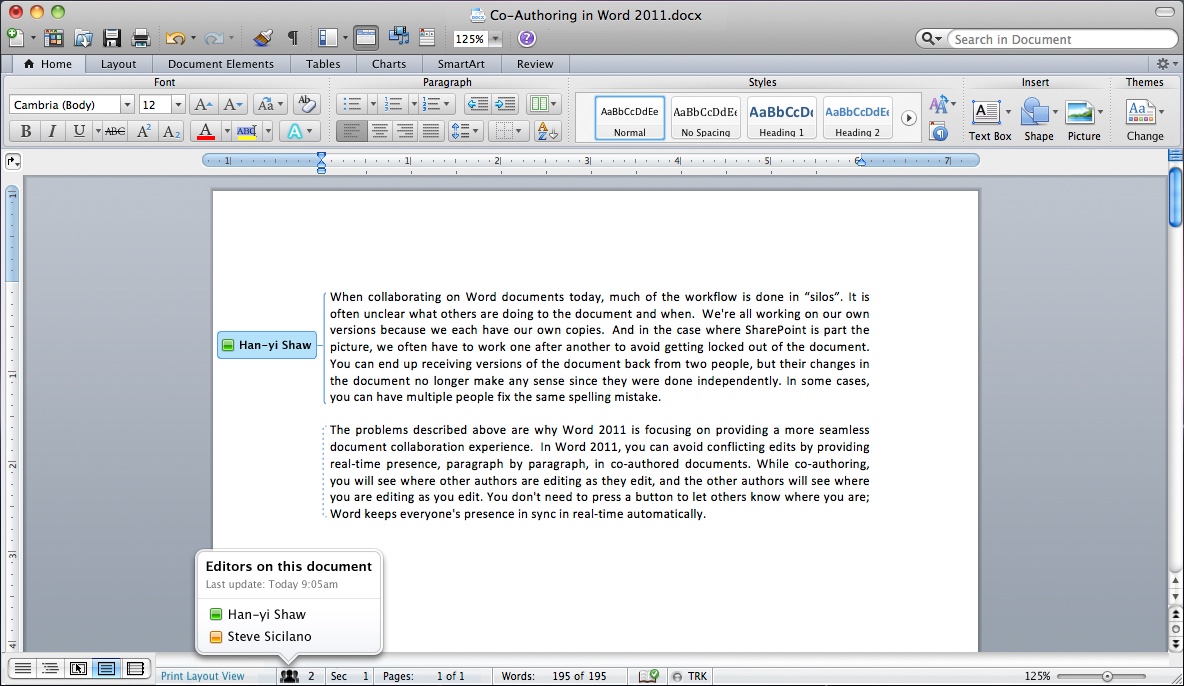 Co-Authoring in Word 2011.docx
125%
Search in Document
Home Layout Document Elements Tables Charts SmartArt Review
Font Paragraph Styles Insert Themes
Cambria (Body) 12
AaBbCcDdEe AaBbCcDdEe AaBbCcDd AaBbCcDdEe
Normal No Spacing Heading 1 Heading 2
B I U ABC A² A₂ A ABC A
Text Box Shape Picture Change
1 1 2 3 4 5 6 7
When collaborating on Word documents today, much of the workflow is done in “silos”. It is
often unclear what others are doing to the document and when. We're all working on our own
versions because we each have our own copies. And in the case where SharePoint is part the
Han-yi Shaw
picture, we often have to work one after another to avoid getting locked out of the document.
You can end up receiving versions of the document back from two people, but their changes in
the document no longer make any sense since they were done independently. In some cases,
you can have multiple people fix the same spelling mistake.
The problems described above are why Word 2011 is focusing on providing a more seamless
document collaboration experience. In Word 2011, you can avoid conflicting edits by providing
real-time presence, paragraph by paragraph, in co-authored documents. While co-authoring,
you will see where other authors are editing as they edit, and the other authors will see where
you are editing as you edit. You don't need to press a button to let others know where you are;
Word keeps everyone's presence in sync in real-time automatically.
Editors on this document
Last update: Today 9:05am
Han-yi Shaw
Steve Sicilano
Print Layout View 2 Sec 1 Pages: 1 of 1 Words: 195 of 195 TRK 125%